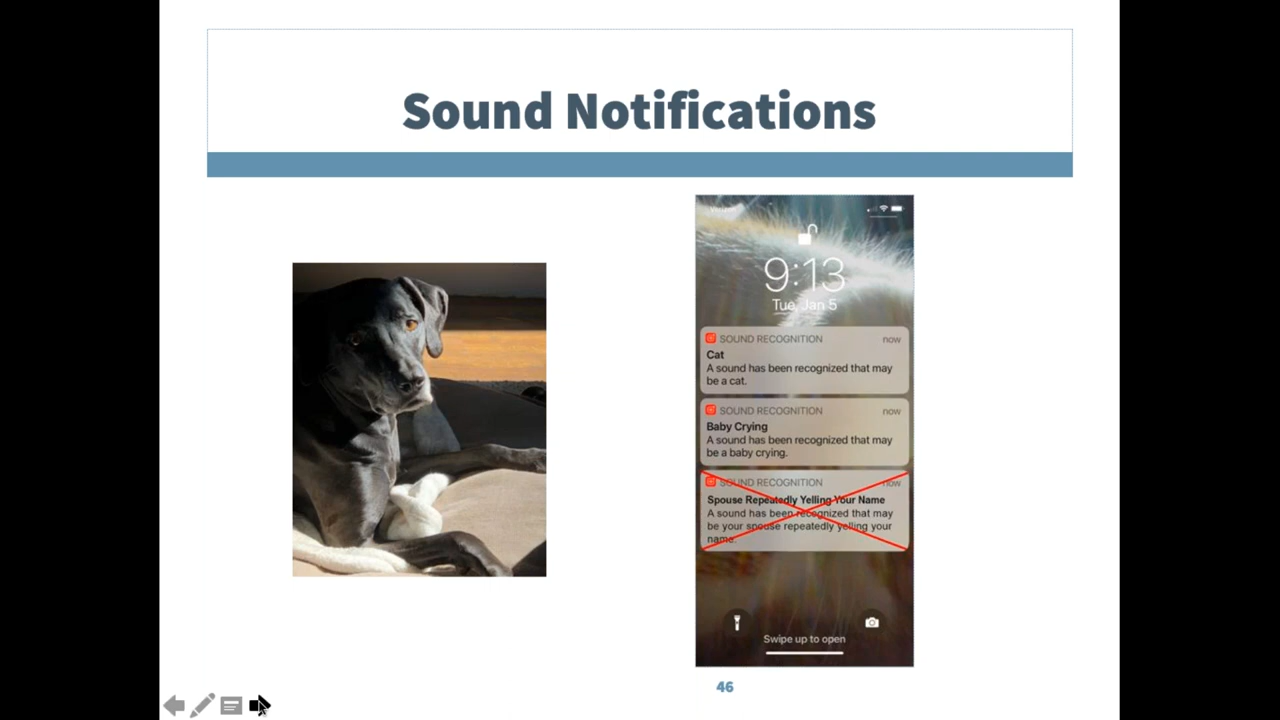 Sound Notifications
9:13
Tue, Jan 5
SOUND RECOGNITION now
Cat
A sound has been recognized that may
be a cat.
SOUND RECOGNITION now
Baby Crying
A sound has been recognized that may
be a baby crying.
SOUND RECOGNITION now
Spouse Repeatedly Yelling Your Name
A sound has been recognized that may
be your spouse repeatedly yelling your
name.
Swipe up to open
46